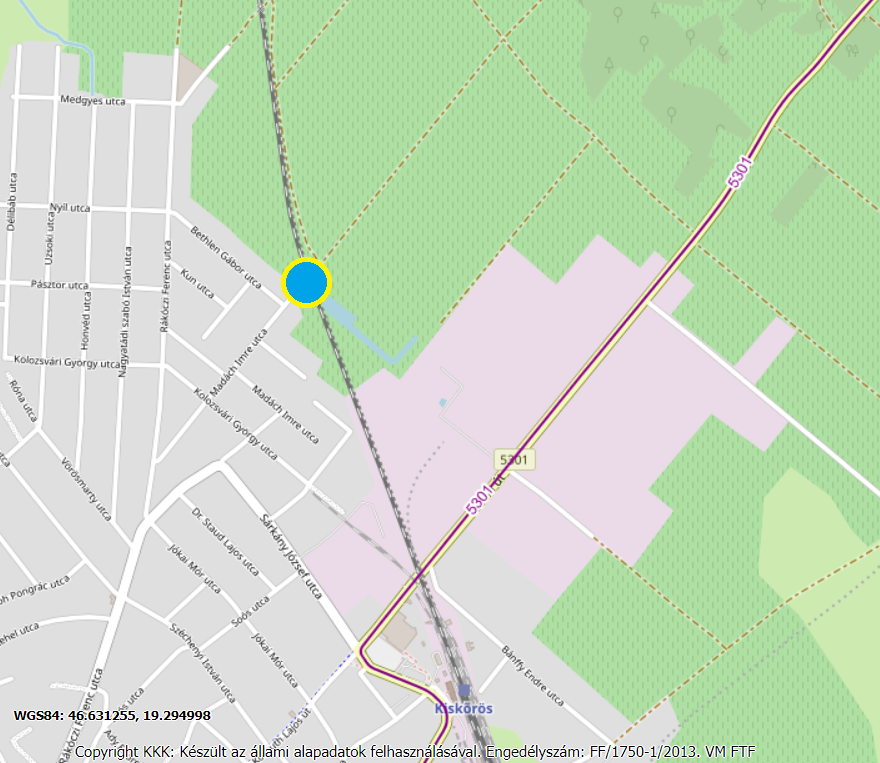 Medgyes utca
5301
Délibáb utca
Nyíl utca
Uzsoki utca
Bethlen Gábor utca
Rákóczi Ferenc utca
Nagyatádi szabó István utca
Kun utca
Pásztor utca
Honvéd utca
Madách Imre utca
Kolozsvári György utca
Róna utca
Kolozsvári György utca
Madách Imre utca
5301
Vörösmarty utca
5301
Dr. Staud Lajos utca
Sárkány József utca
Jókai Mór utca
Soós utca
Széchenyi István utca
Jókai Mór utca
Bánffy Endre utca
Rákóczi Ferenc utca
Kiskőrös
WGS84: 46.631255, 19.294998
Copyright KKK: Készült az állami alapadatok felhasználásával. Engedélyszám: FF/1750-1/2013. VM FTF